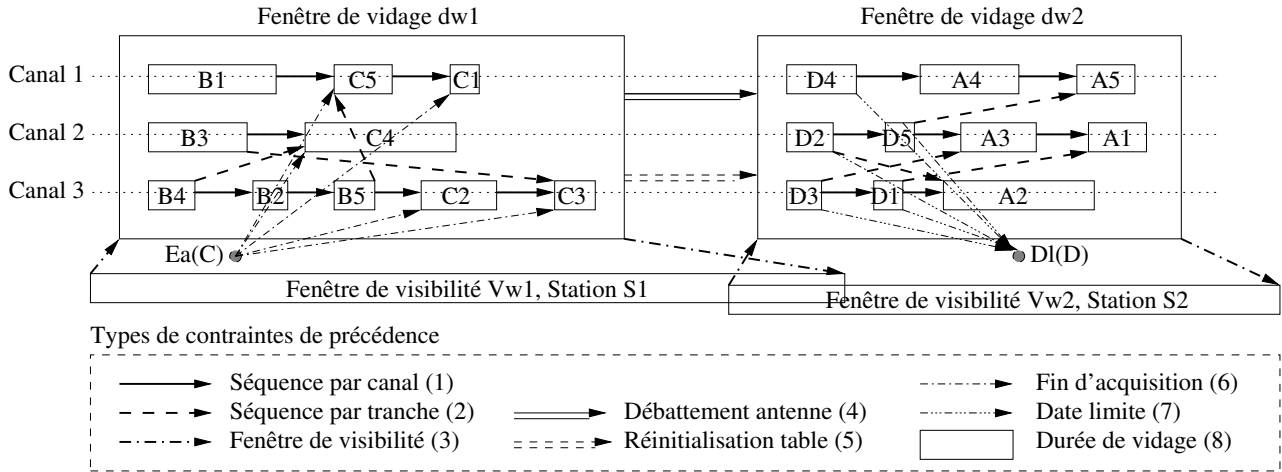 Fenêtre de vidage dw1 Fenêtre de vidage dw2
Canal 1 B1 C5 C1 D4 A4 A5
Canal 2 B3 C4 D2 D5 A3 A1
Canal 3 B4 B2 B5 C2 C3 D3 D1 A2
Ea(C) Dl(D)
Fenêtre de visibilité Vw1, Station S1
Fenêtre de visibilité Vw2, Station S2
Types de contraintes de précédence
Séquence par canal (1) Fin d'acquisition (6)
Séquence par tranche (2) Débattement antenne (4) Date limite (7)
Fenêtre de visibilité (3) Réinitialisation table (5) Durée de vidage (8)